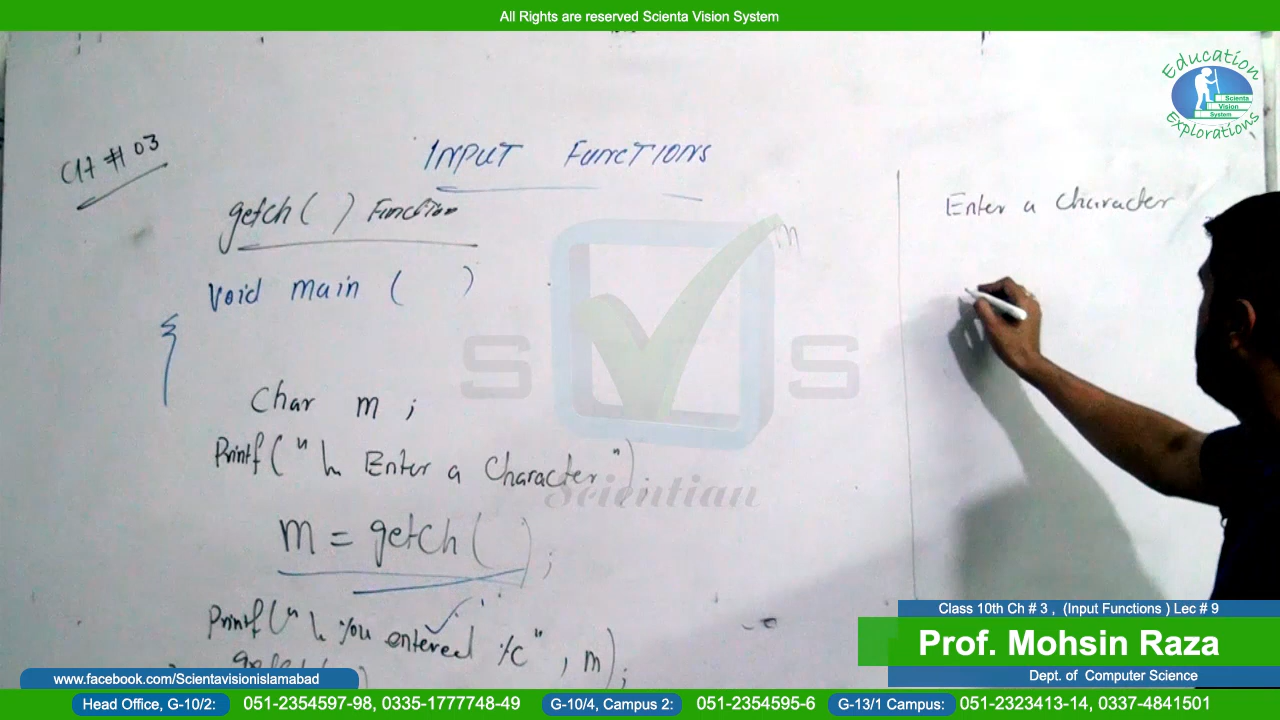 All Rights are reserved Scienta Vision System
Education
Scienta
Vision
System
Explorations
CH # 03
INPUT FUNCTIONS
getch ( ) Function
Enter a Character
m
Void main ( )
{
S S
Char m ;
Printf (" \n Enter a Character ") ;
Scientian
m = getch ( ) ;
Printf (" \n You entered %c" , m) ;
Class 10th Ch # 3 , (Input Functions ) Lec # 9
Prof. Mohsin Raza
Dept. of Computer Science
www.facebook.com/Scientavisionislamabad
Head Office, G-10/2: 051-2354597-98, 0335-1777748-49 G-10/4, Campus 2: 051-2354595-6 G-13/1 Campus: 051-2323413-14, 0337-4841501